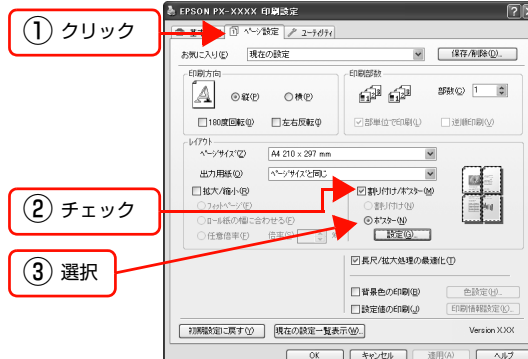 EPSON PX-XXXX 印刷設定
① クリック
ページ設定
ユーティリティ
お気に入り(E)
現在の設定
保存/削除(D)...
印刷方向
縦(P)
横(P)
180度回転(0)
左右反転(I)
印刷部数
部数(C)
1
部単位で印刷(L)
逆順印刷(V)
レイアウト
ページサイズ(Z)
A4 210 x 297 mm
出力用紙(O)
ページサイズと同じ
拡大/縮小(R)
フィットページ(F)
ロール紙の幅に合わせる(F)
任意倍率(F)
倍率(S)
%
② チェック
割り付け/ポスター(M)
割り付け(N)
③ 選択
ポスター(N)
設定(G)...
長尺/拡大処理の最適化(T)
背景色の印刷(B)
色設定(H)...
設定値の印刷(J)
印刷情報設定(K)...
初期設定に戻す(Y)
現在の設定一覧表示(W)...
Version X.XX
OK
キャンセル
適用(A)
ヘルプ